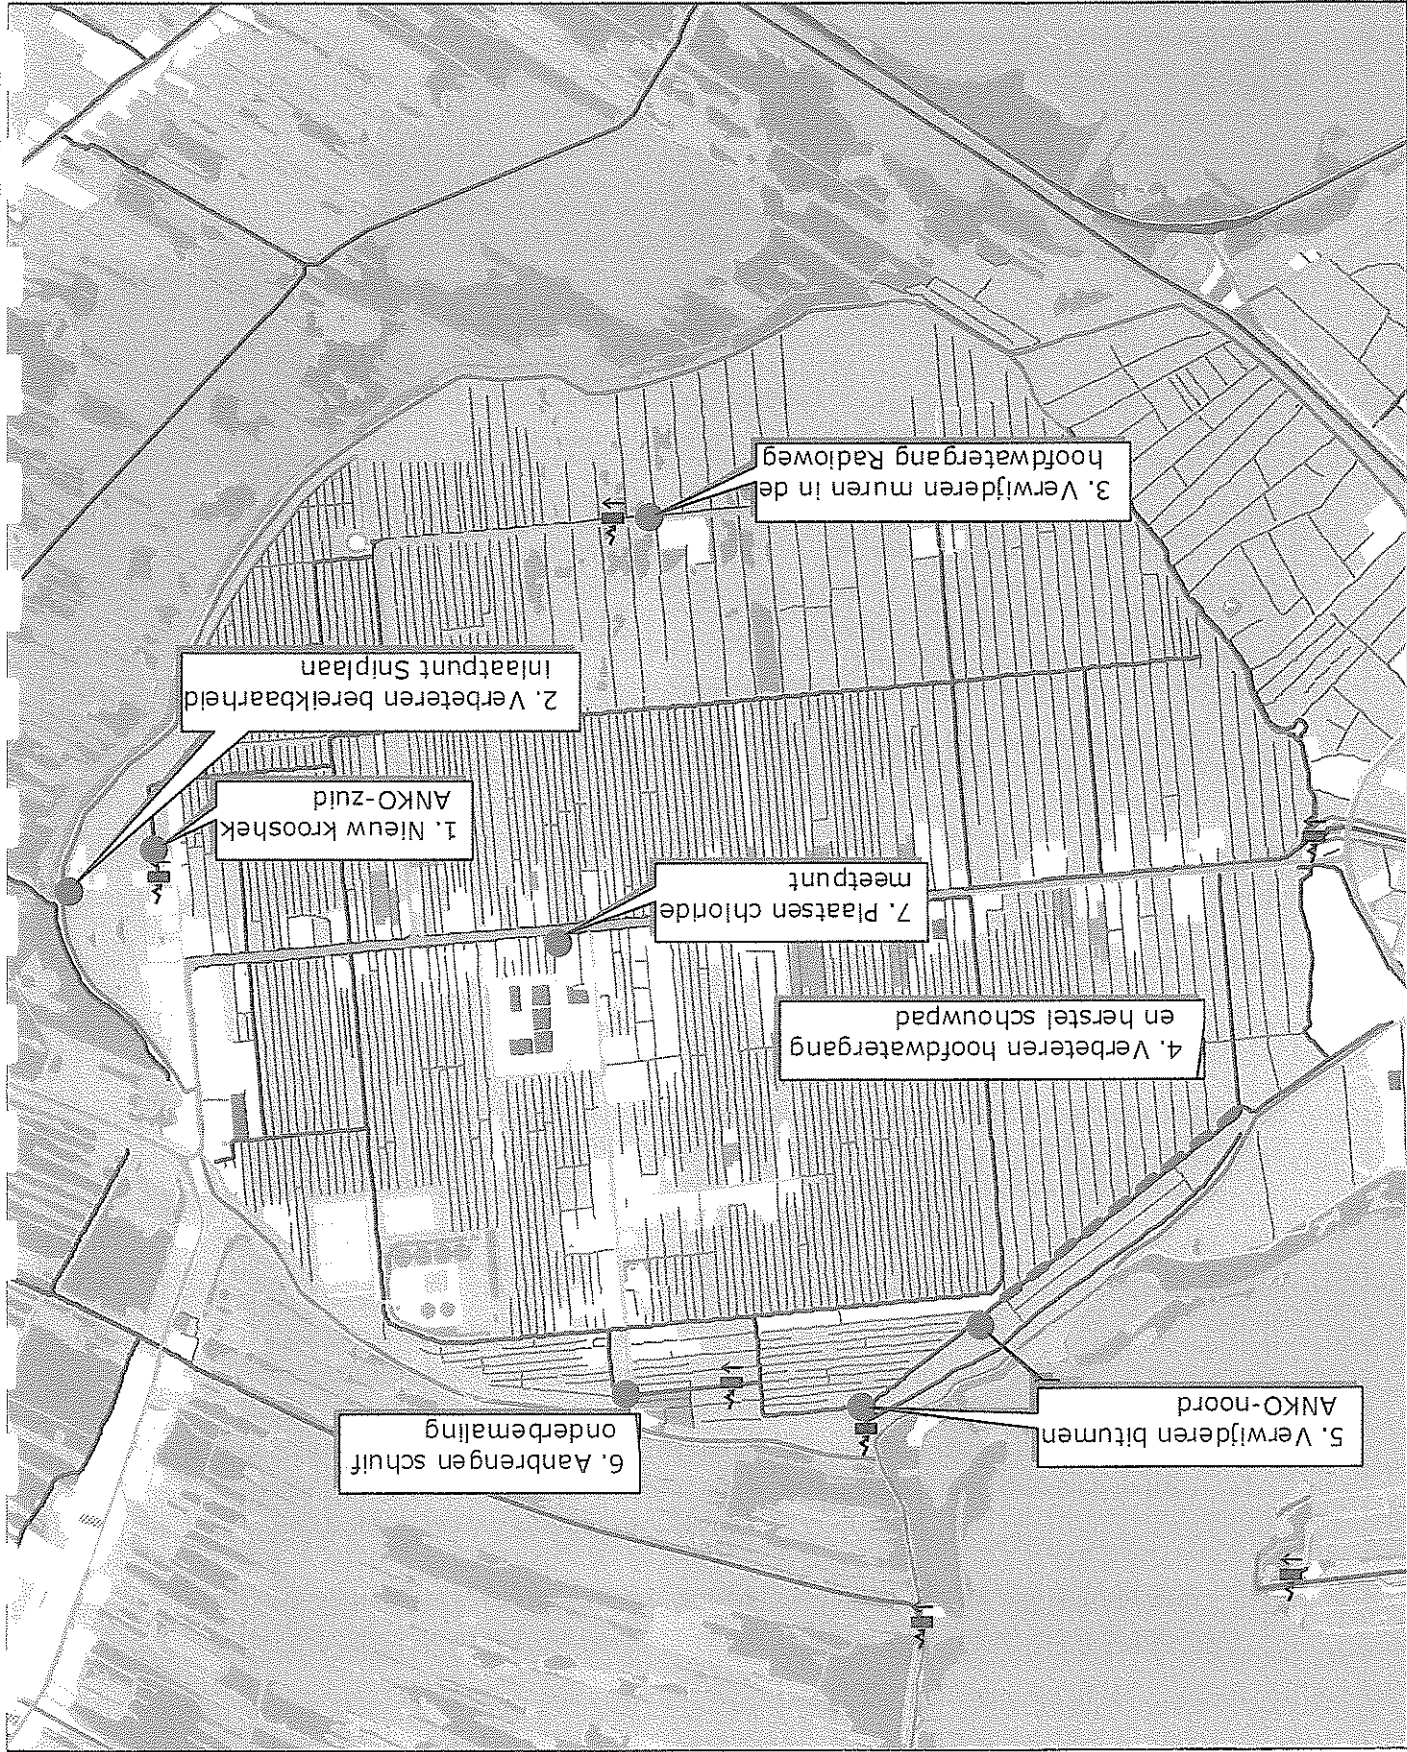 1. Nieuw krooshek
ANKO-zuid
2. Verbeteren bereikbaarheid
inlaatpunt Sniplaan
3. Verwijderen muren in de
hoofdwatergang Radioweg
4. Verbeteren hoofdwatergang
en herstel schouwpad
5. Verwijderen bitumen
ANKO-noord
6. Aanbrengen schuif
onderbemaling
7. Plaatsen chloride
meetpunt